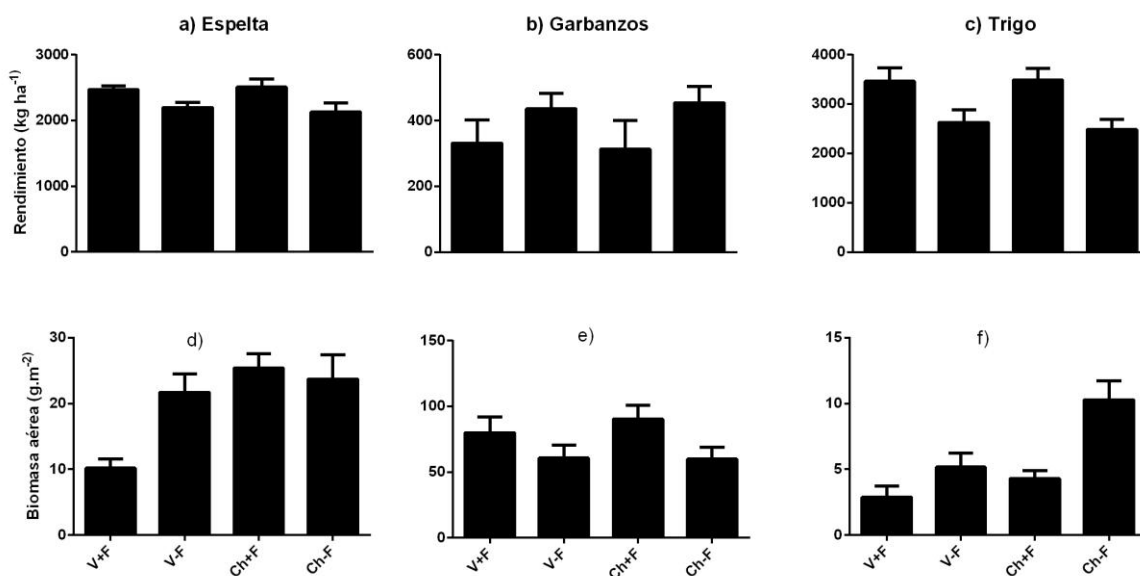 a) Espelta
b) Garbanzos
c) Trigo
Rendimiento (kg ha⁻¹)
3000
2000
1000
0
600
400
200
0
4000
3000
2000
1000
0
d)
e)
f)
Biomasa aérea (g.m⁻²)
30
20
10
0
150
100
50
0
15
10
5
0
V+F
V-F
Ch+F
Ch-F
V+F
V-F
Ch+F
Ch-F
V+F
V-F
Ch+F
Ch-F